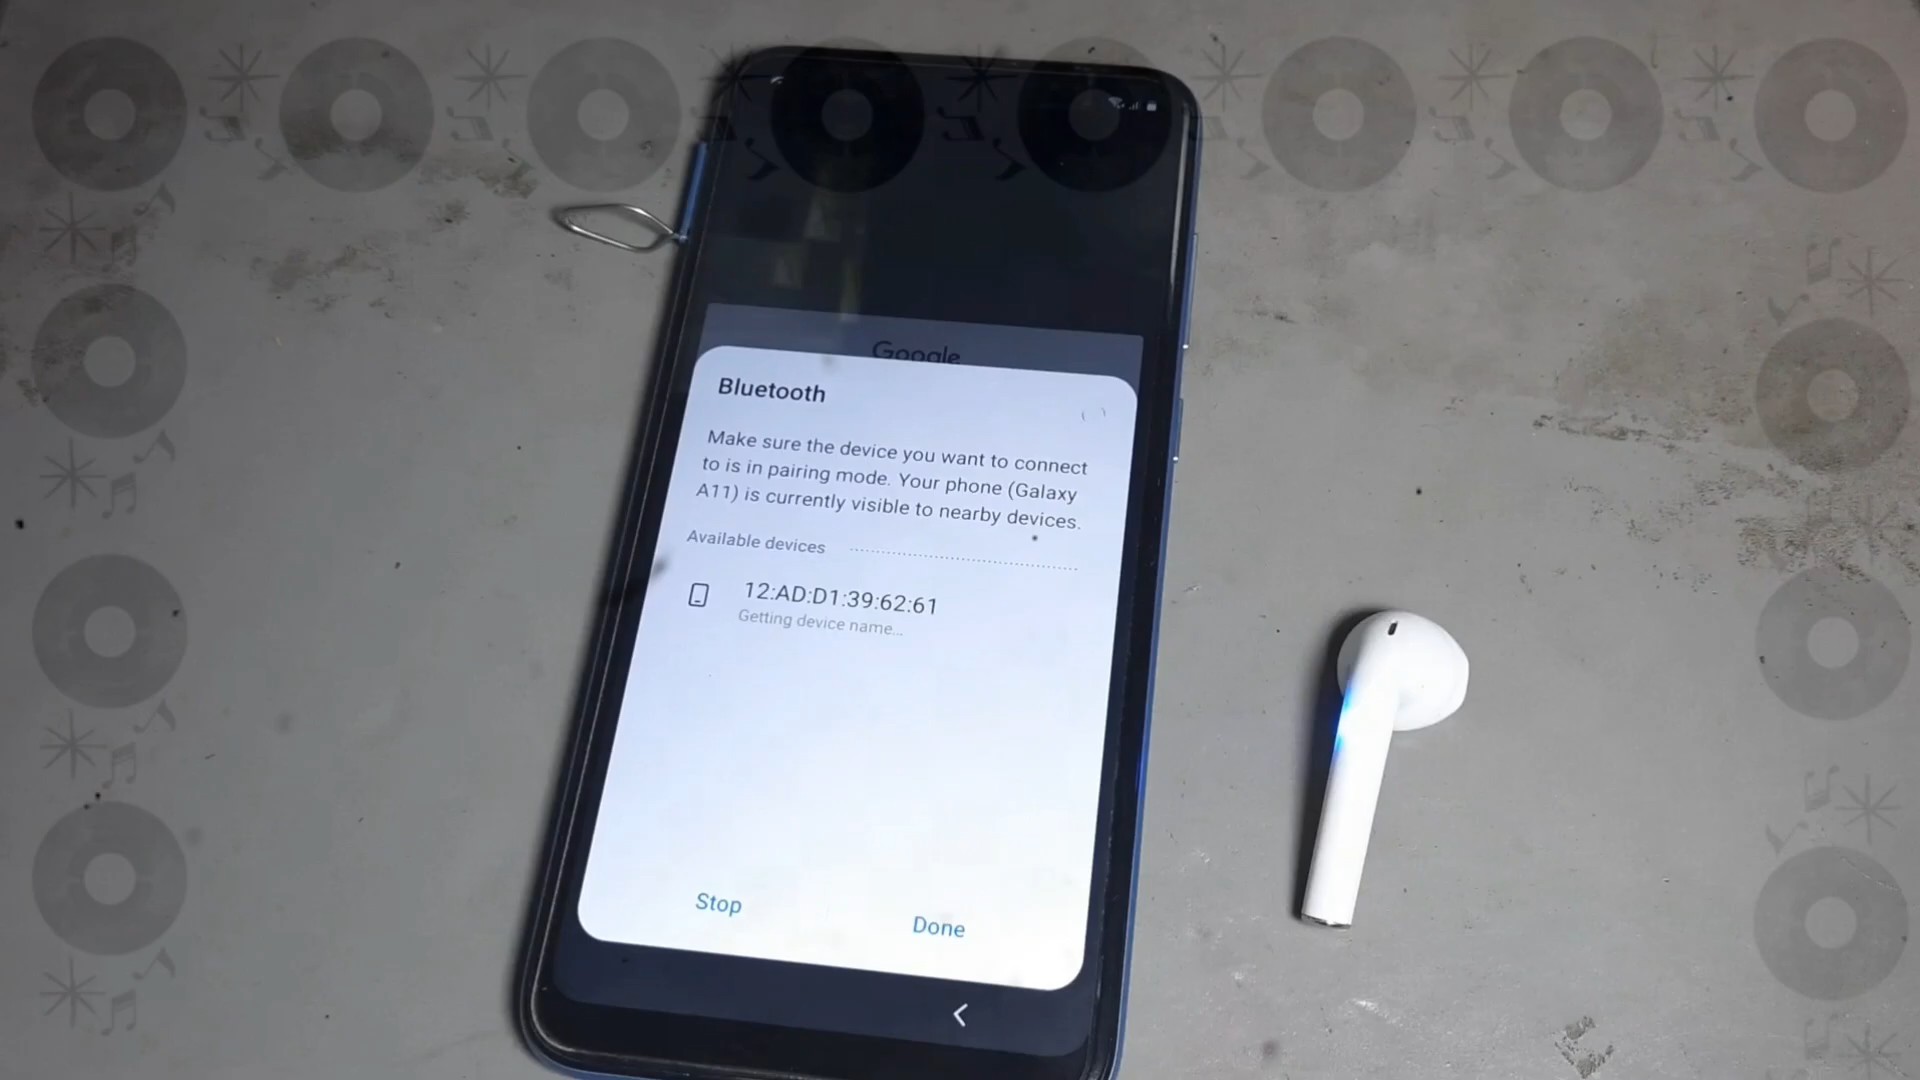 Google
Bluetooth
Make sure the device you want to connect
to is in pairing mode. Your phone (Galaxy
A11) is currently visible to nearby devices.
Available devices
12:AD:D1:39:62:61
Getting device name...
Stop
Done